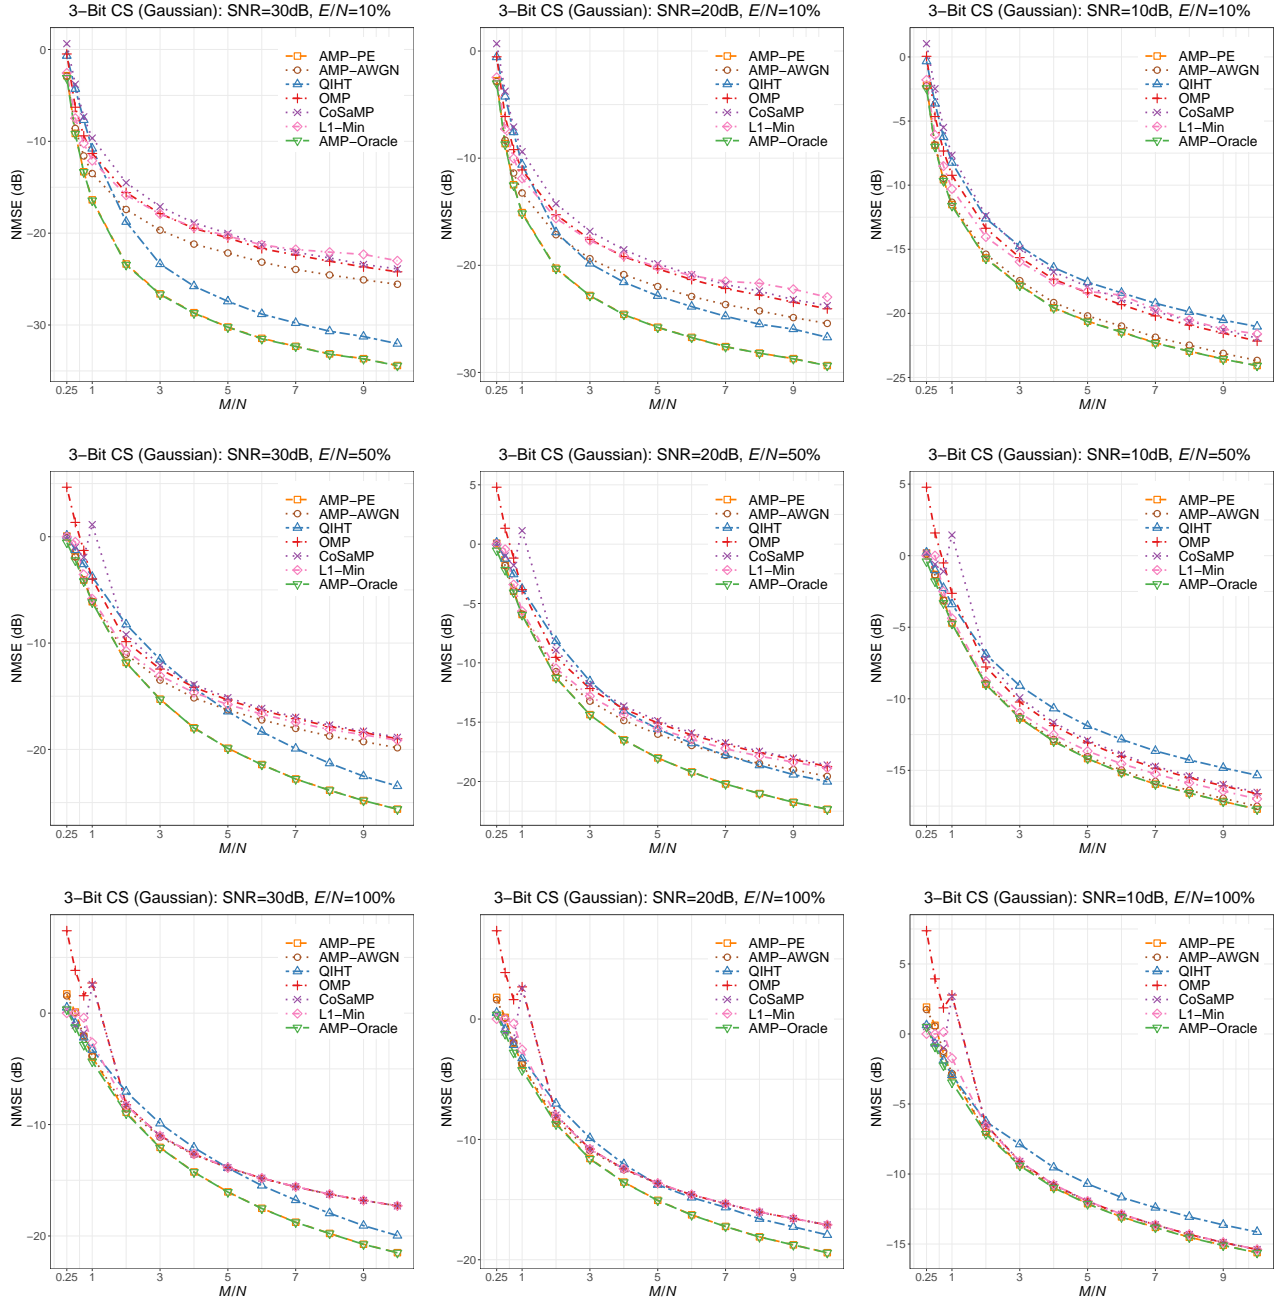 3−Bit CS (Gaussian): SNR=30dB, E/N=10%
NMSE (dB)
0
−10
−20
−30
AMP−PE
AMP−AWGN
QIHT
OMP
CoSaMP
L1−Min
AMP−Oracle
0.25 1 3 5 7 9
M/N
3−Bit CS (Gaussian): SNR=20dB, E/N=10%
NMSE (dB)
0
−10
−20
−30
AMP−PE
AMP−AWGN
QIHT
OMP
CoSaMP
L1−Min
AMP−Oracle
0.25 1 3 5 7 9
M/N
3−Bit CS (Gaussian): SNR=10dB, E/N=10%
NMSE (dB)
0
−5
−10
−15
−20
−25
AMP−PE
AMP−AWGN
QIHT
OMP
CoSaMP
L1−Min
AMP−Oracle
0.25 1 3 5 7 9
M/N
3−Bit CS (Gaussian): SNR=30dB, E/N=50%
NMSE (dB)
0
−10
−20
AMP−PE
AMP−AWGN
QIHT
OMP
CoSaMP
L1−Min
AMP−Oracle
0.25 1 3 5 7 9
M/N
3−Bit CS (Gaussian): SNR=20dB, E/N=50%
NMSE (dB)
5
0
−5
−10
−15
−20
AMP−PE
AMP−AWGN
QIHT
OMP
CoSaMP
L1−Min
AMP−Oracle
0.25 1 3 5 7 9
M/N
3−Bit CS (Gaussian): SNR=10dB, E/N=50%
NMSE (dB)
5
0
−5
−10
−15
AMP−PE
AMP−AWGN
QIHT
OMP
CoSaMP
L1−Min
AMP−Oracle
0.25 1 3 5 7 9
M/N
3−Bit CS (Gaussian): SNR=30dB, E/N=100%
NMSE (dB)
0
−10
−20
AMP−PE
AMP−AWGN
QIHT
OMP
CoSaMP
L1−Min
AMP−Oracle
0.25 1 3 5 7 9
M/N
3−Bit CS (Gaussian): SNR=20dB, E/N=100%
NMSE (dB)
0
−10
−20
AMP−PE
AMP−AWGN
QIHT
OMP
CoSaMP
L1−Min
AMP−Oracle
0.25 1 3 5 7 9
M/N
3−Bit CS (Gaussian): SNR=10dB, E/N=100%
NMSE (dB)
5
0
−5
−10
−15
AMP−PE
AMP−AWGN
QIHT
OMP
CoSaMP
L1−Min
AMP−Oracle
0.25 1 3 5 7 9
M/N